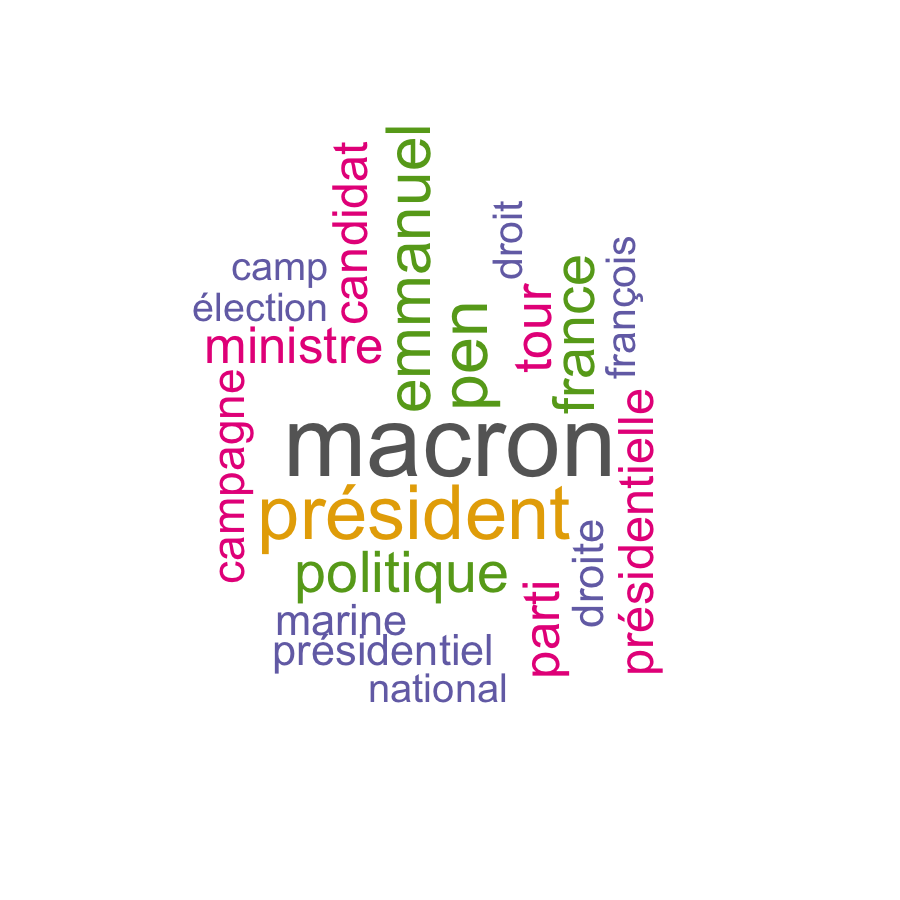 candidat
emmanuel
droit
camp
élection
ministre
pen
tour
france
françois
campagne
macron
président
présidentielle
politique
droite
parti
marine
présidentiel
national